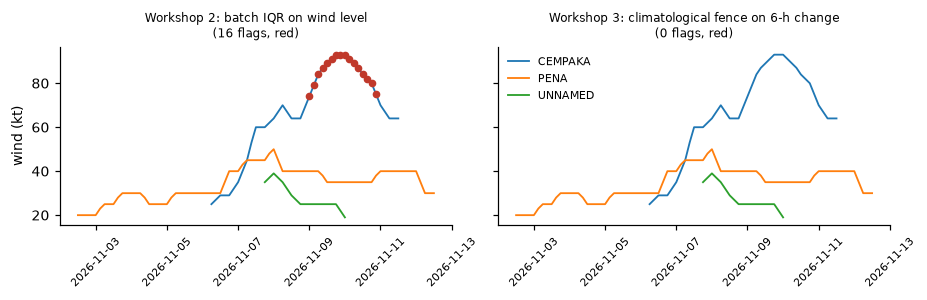 Workshop 2: batch IQR on wind level
(16 flags, red)
wind (kt)
80
60
40
20
2026-11-03
2026-11-05
2026-11-07
2026-11-09
2026-11-11
2026-11-13
Workshop 3: climatological fence on 6-h change
(0 flags, red)
CEMPAKA
PENA
UNNAMED
2026-11-03
2026-11-05
2026-11-07
2026-11-09
2026-11-11
2026-11-13